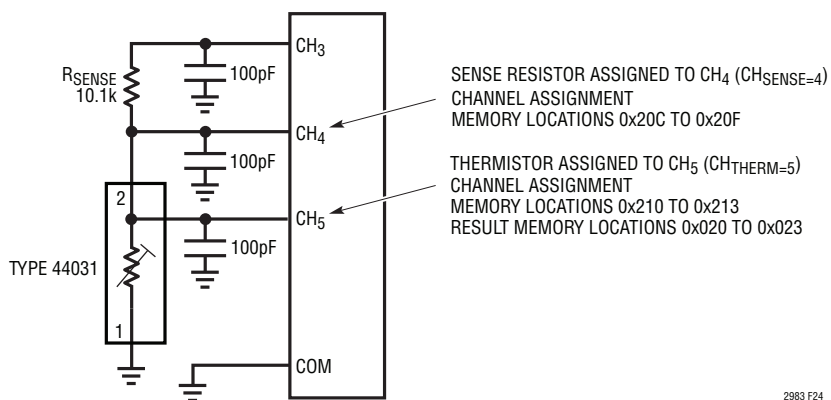 RSENSE
10.1k
100pF
CH3
100pF
CH4
2
100pF
CH5
TYPE 44031
1
COM
SENSE RESISTOR ASSIGNED TO CH4 (CHSENSE=4)
CHANNEL ASSIGNMENT
MEMORY LOCATIONS 0x20C TO 0x20F
THERMISTOR ASSIGNED TO CH5 (CHTHERM=5)
CHANNEL ASSIGNMENT
MEMORY LOCATIONS 0x210 TO 0x213
RESULT MEMORY LOCATIONS 0x020 TO 0x023
2983 F24